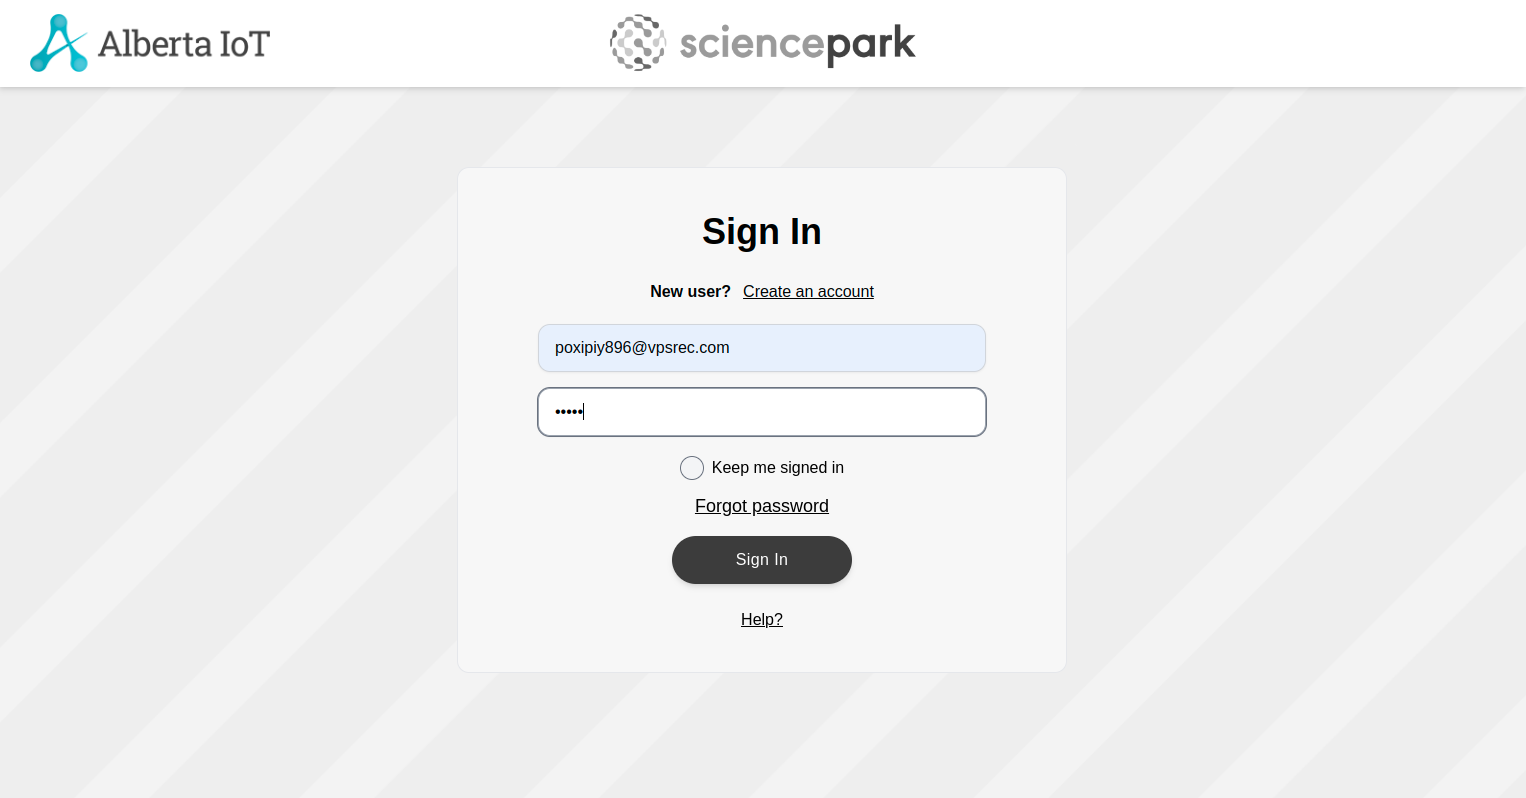 Alberta IoT
sciencepark
Sign In
New user? Create an account
poxipiy896@vpsrec.com
•••••
Keep me signed in
Forgot password
Sign In
Help?